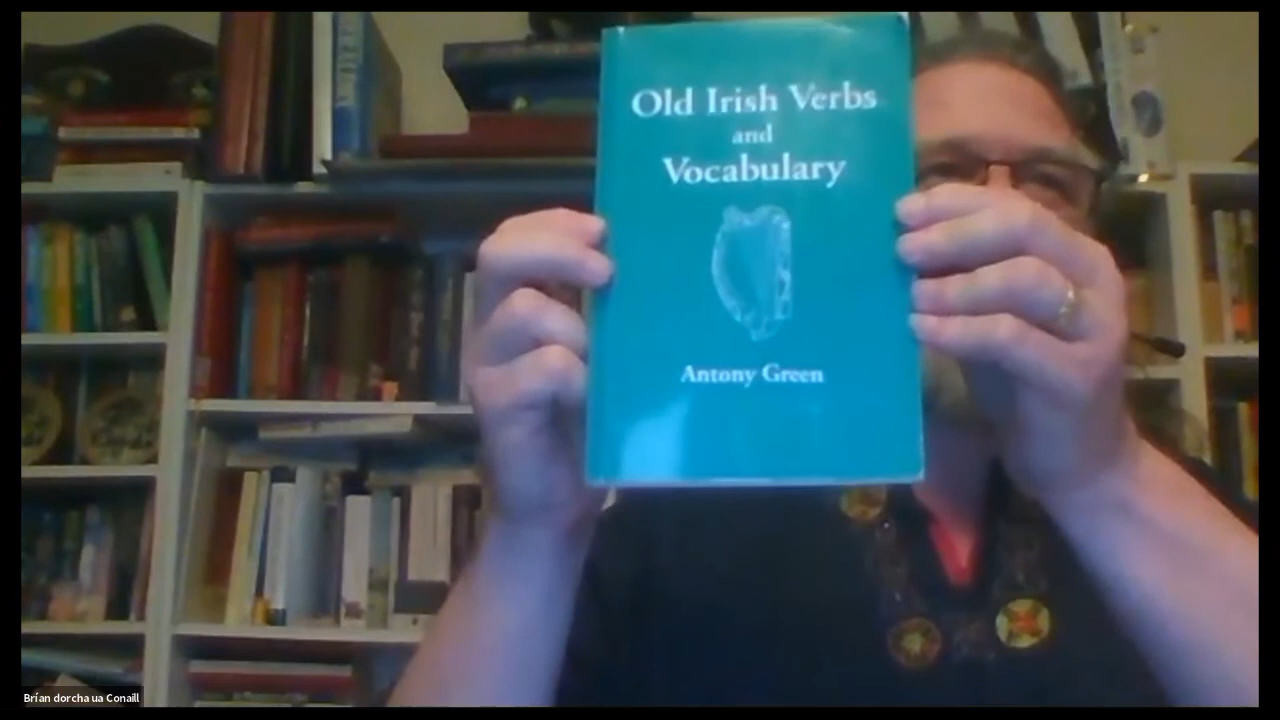 Old Irish Verbs
and
Vocabulary
Antony Green
Brían dorcha ua Conaill